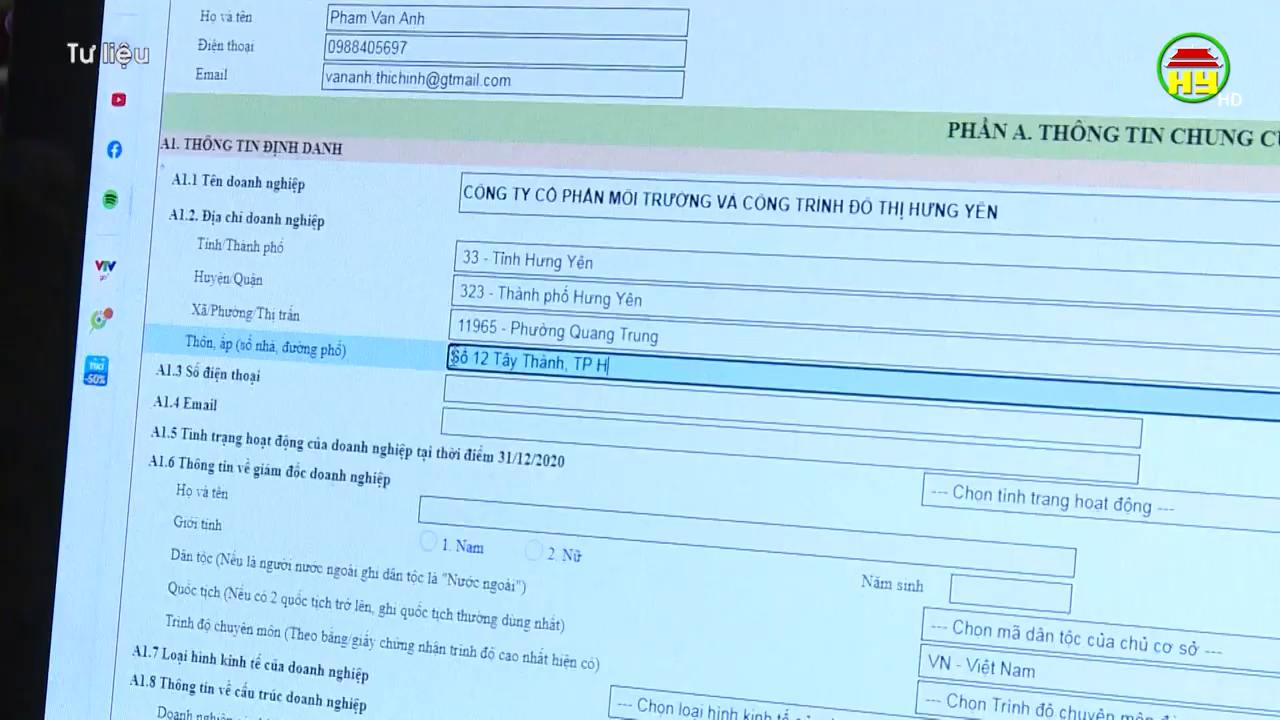 Tư liệu
HY HD
Họ và tên Pham Van Anh
Điện thoại 0988405697
Email vananh.thichinh@gtmail.com
PHẦN A. THÔNG TIN CHUNG
A1. THÔNG TIN ĐỊNH DANH
A1.1 Tên doanh nghiệp CÔNG TY CỔ PHẦN MÔI TRƯỜNG VÀ CÔNG TRÌNH ĐÔ THỊ HƯNG YÊN
A1.2. Địa chỉ doanh nghiệp
Tỉnh/Thành phố 33 - Tỉnh Hưng Yên
Huyện/Quận 323 - Thành phố Hưng Yên
Xã/Phường/Thị trấn 11965 - Phường Quang Trung
Thôn, ấp (số nhà, đường phố) Số 12 Tây Thành, TP H
A1.3 Số điện thoại
A1.4 Email
A1.5 Tình trạng hoạt động của doanh nghiệp tại thời điểm 31/12/2020
--- Chọn tình trạng hoạt động ---
A1.6 Thông tin về giám đốc doanh nghiệp
Họ và tên
Giới tính 1. Nam 2. Nữ
Năm sinh
Dân tộc (Nếu là người nước ngoài ghi dân tộc là "Nước ngoài")
--- Chọn mã dân tộc của chủ cơ sở ---
Quốc tịch (Nếu có 2 quốc tịch trở lên, ghi quốc tịch thường dùng nhất)
VN - Việt Nam
Trình độ chuyên môn (Theo bằng/giấy chứng nhận trình độ cao nhất hiện có)
--- Chọn Trình độ chuyên môn
A1.7 Loại hình kinh tế của doanh nghiệp
--- Chọn loại hình kinh tế
A1.8 Thông tin về cấu trúc doanh nghiệp
VTV
go
TIKI
-50%